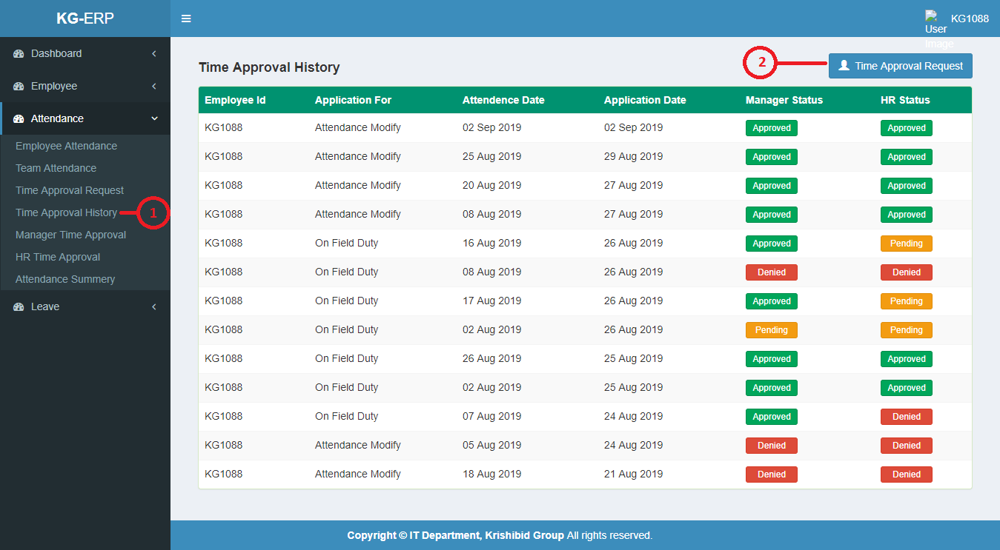 KG-ERP
User Image
KG1088
Dashboard
Employee
Attendance
Employee Attendance
Team Attendance
Time Approval Request
Time Approval History
1
Manager Time Approval
HR Time Approval
Attendance Summery
Leave
Time Approval History
2
Time Approval Request
Employee Id Application For Attendence Date Application Date Manager Status HR Status
KG1088 Attendance Modify 02 Sep 2019 02 Sep 2019 Approved Approved
KG1088 Attendance Modify 25 Aug 2019 29 Aug 2019 Approved Approved
KG1088 Attendance Modify 20 Aug 2019 27 Aug 2019 Approved Approved
KG1088 Attendance Modify 08 Aug 2019 27 Aug 2019 Approved Approved
KG1088 On Field Duty 16 Aug 2019 26 Aug 2019 Approved Pending
KG1088 On Field Duty 08 Aug 2019 26 Aug 2019 Denied Denied
KG1088 On Field Duty 17 Aug 2019 26 Aug 2019 Approved Pending
KG1088 On Field Duty 02 Aug 2019 26 Aug 2019 Pending Pending
KG1088 On Field Duty 26 Aug 2019 25 Aug 2019 Approved Approved
KG1088 On Field Duty 02 Aug 2019 25 Aug 2019 Approved Approved
KG1088 On Field Duty 07 Aug 2019 24 Aug 2019 Approved Denied
KG1088 Attendance Modify 05 Aug 2019 24 Aug 2019 Denied Denied
KG1088 Attendance Modify 18 Aug 2019 21 Aug 2019 Denied Denied
Copyright © IT Department, Krishibid Group All rights reserved.